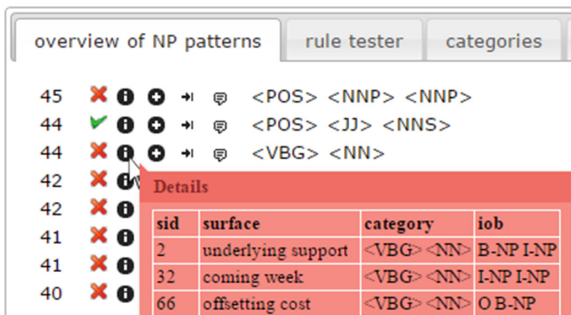 overview of NP patterns rule tester categories
45 <POS> <NNP> <NNP>
44 <POS> <JJ> <NNS>
44 <VBG> <NN>
42
Details
42
sid surface category iob
41
2 underlying support <VBG> <NN> B-NP I-NP
41
32 coming week <VBG> <NN> I-NP I-NP
40
66 offsetting cost <VBG> <NN> O B-NP